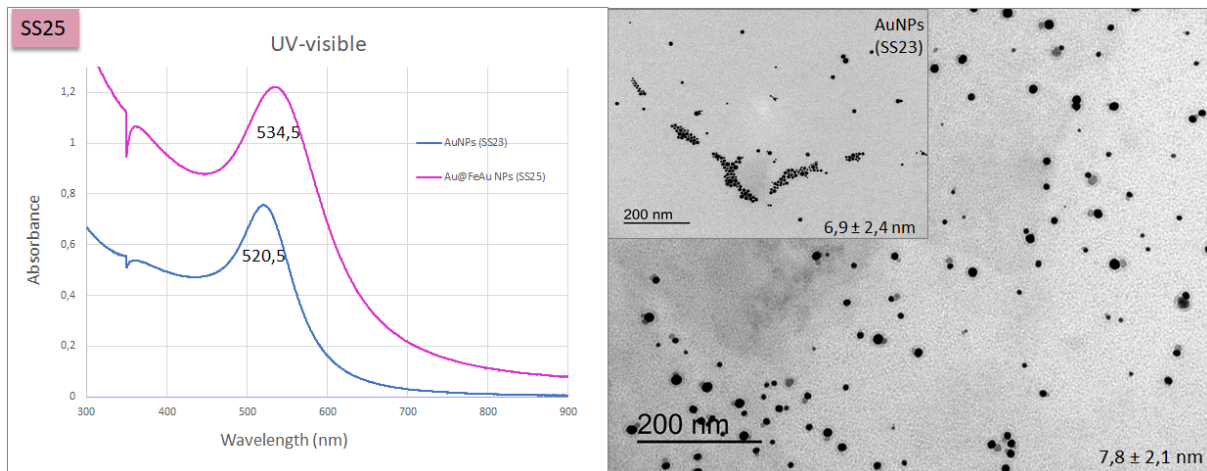 SS25
UV-visible
Absorbance
1,2
1
0,8
0,6
0,4
0,2
0
534,5
520,5
AuNPs (SS23)
Au@FeAu NPs (SS25)
300 400 500 600 700 800 900
Wavelength (nm)
AuNPs
(SS23)
200 nm
6,9 ± 2,4 nm
200 nm
7,8 ± 2,1 nm